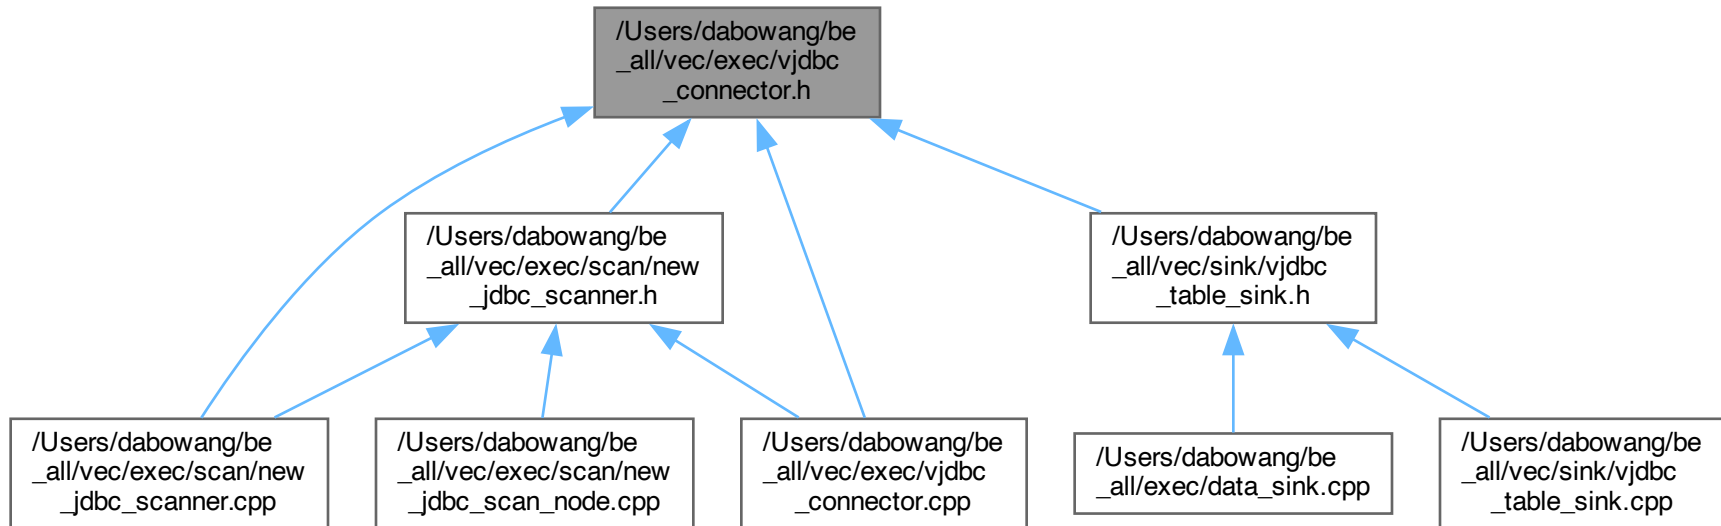 /Users/dabowang/be
_all/vec/exec/vjdbc
_connector.h
/Users/dabowang/be
_all/vec/exec/scan/new
_jdbc_scanner.h
/Users/dabowang/be
_all/vec/sink/vjdbc
_table_sink.h
/Users/dabowang/be
_all/vec/exec/scan/new
_jdbc_scanner.cpp
/Users/dabowang/be
_all/vec/exec/scan/new
_jdbc_scan_node.cpp
/Users/dabowang/be
_all/vec/exec/vjdbc
_connector.cpp
/Users/dabowang/be
_all/exec/data_sink.cpp
/Users/dabowang/be
_all/vec/sink/vjdbc
_table_sink.cpp